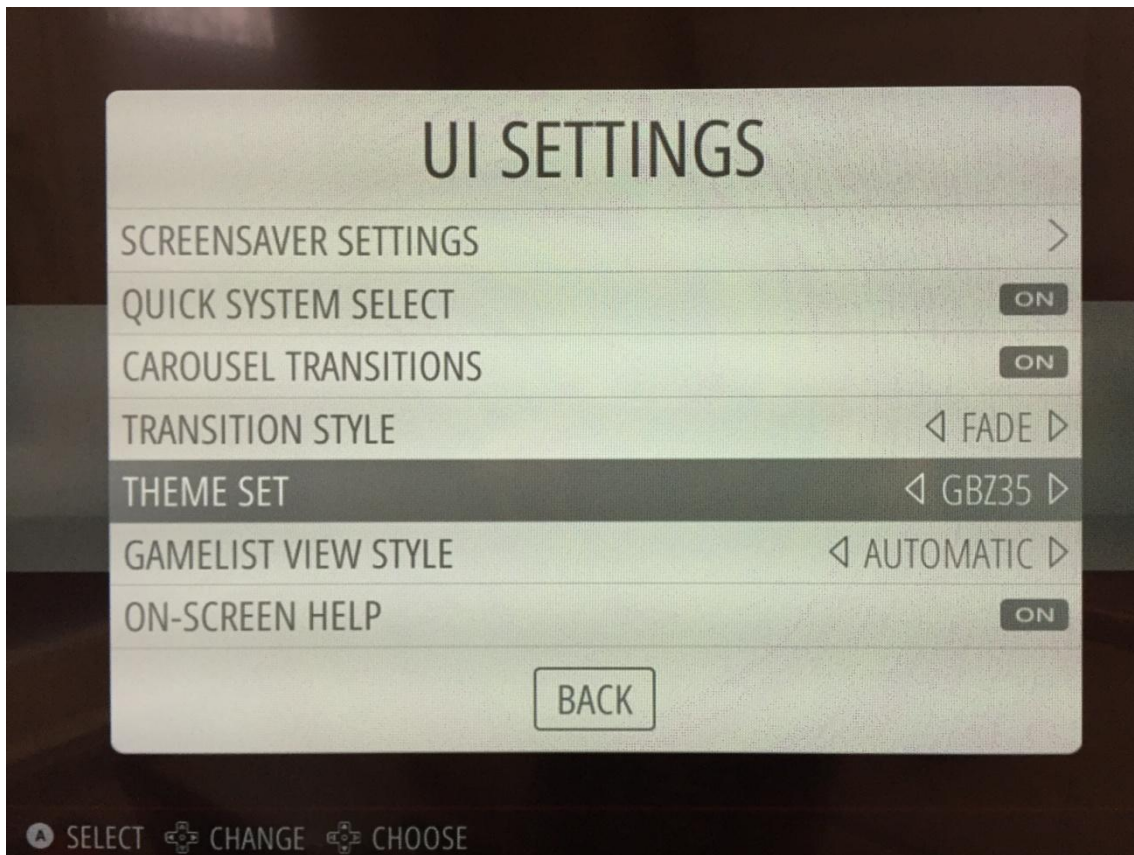 UI SETTINGS
SCREENSAVER SETTINGS
QUICK SYSTEM SELECT ON
CAROUSEL TRANSITIONS ON
TRANSITION STYLE FADE
THEME SET GBZ35
GAMELIST VIEW STYLE AUTOMATIC
ON-SCREEN HELP ON
BACK
A SELECT CHANGE CHOOSE